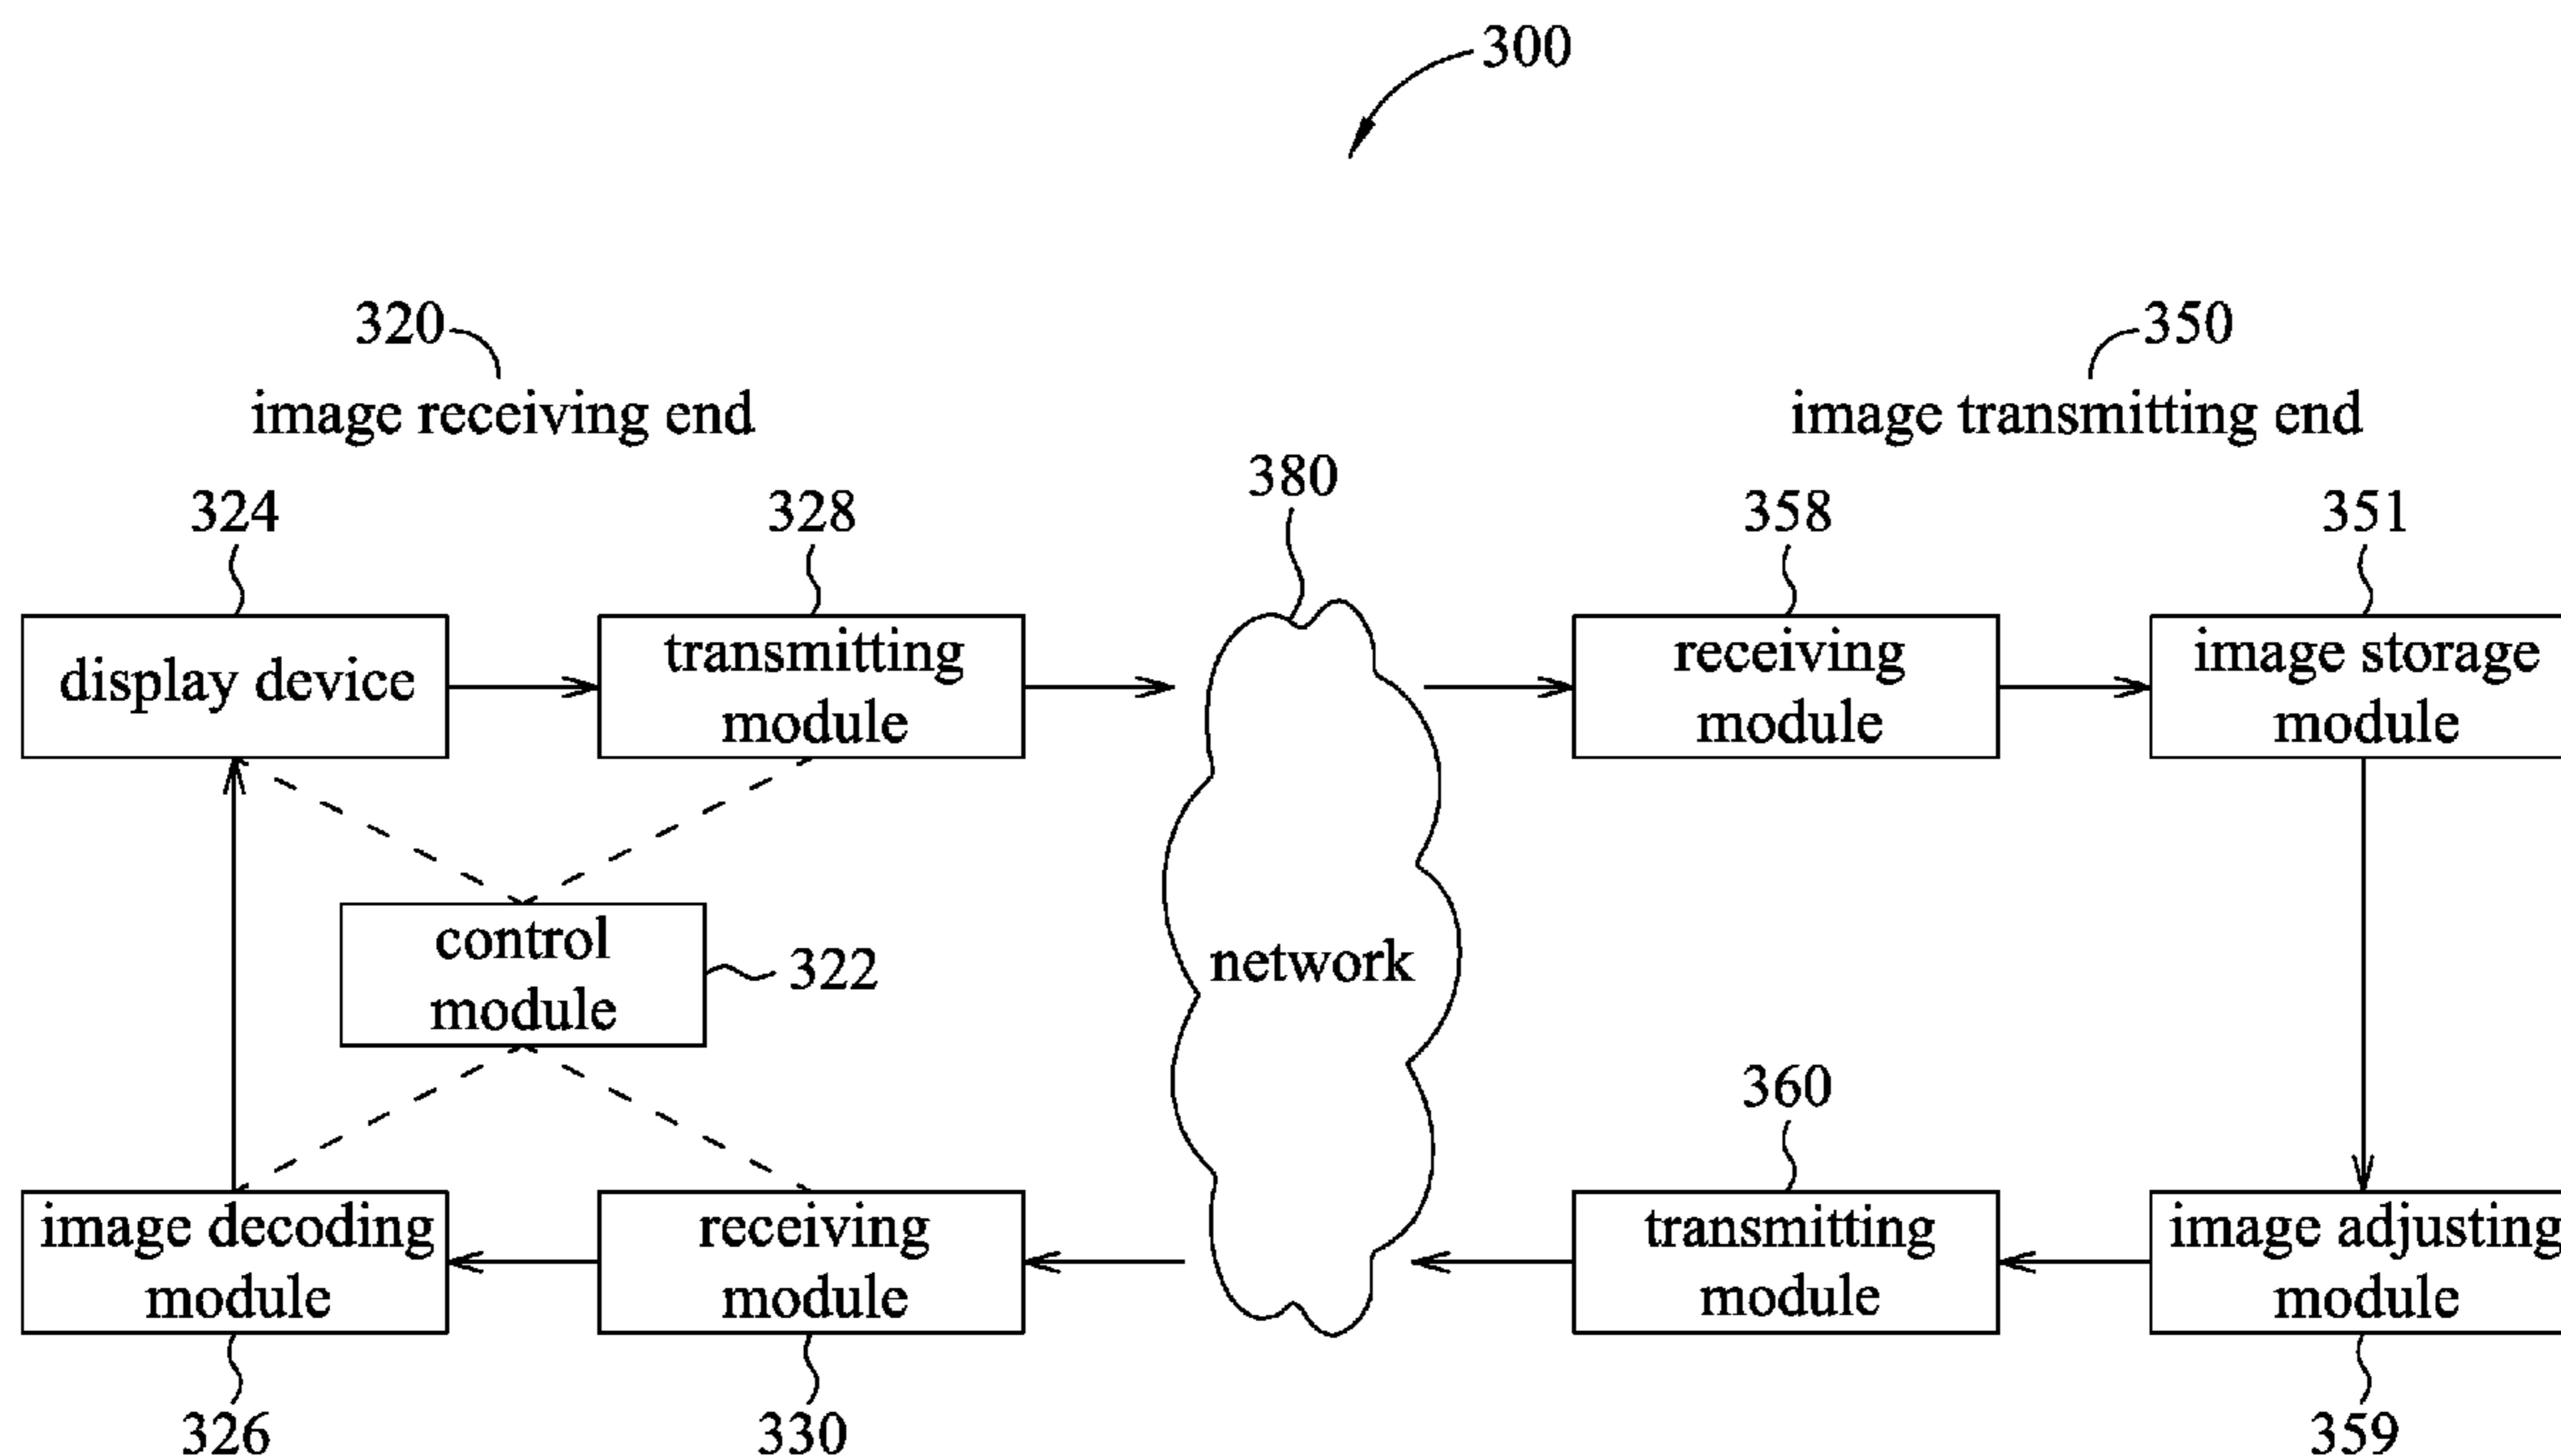 300
320
image receiving end
350
image transmitting end
324
328
380
358
351
display device
transmitting
module
receiving
module
image storage
module
control
module
322
network
360
image decoding
module
receiving
module
transmitting
module
image adjusting
module
326
330
359